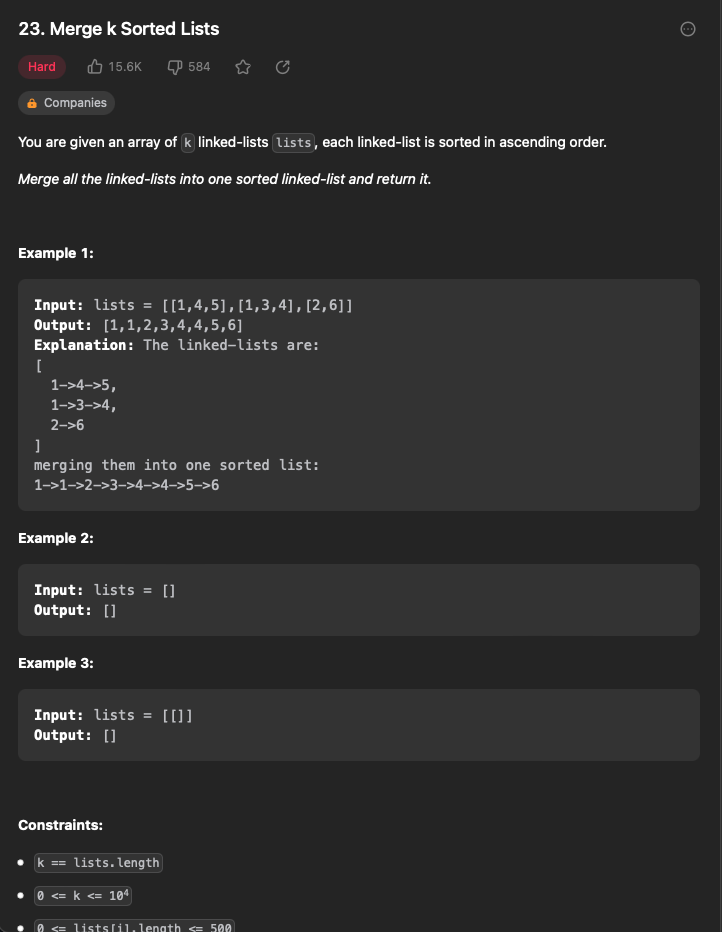 23. Merge k Sorted Lists
Hard 15.6K 584
Companies
You are given an array of k linked-lists lists, each linked-list is sorted in ascending order.
Merge all the linked-lists into one sorted linked-list and return it.
Example 1:
Input: lists = [[1,4,5],[1,3,4],[2,6]]
Output: [1,1,2,3,4,4,5,6]
Explanation: The linked-lists are:
[
  1->4->5,
  1->3->4,
  2->6
]
merging them into one sorted list:
1->1->2->3->4->4->5->6
Example 2:
Input: lists = []
Output: []
Example 3:
Input: lists = [[]]
Output: []
Constraints:
• k == lists.length
• 0 <= k <= 10⁴
• 0 <= lists[i].length <= 500